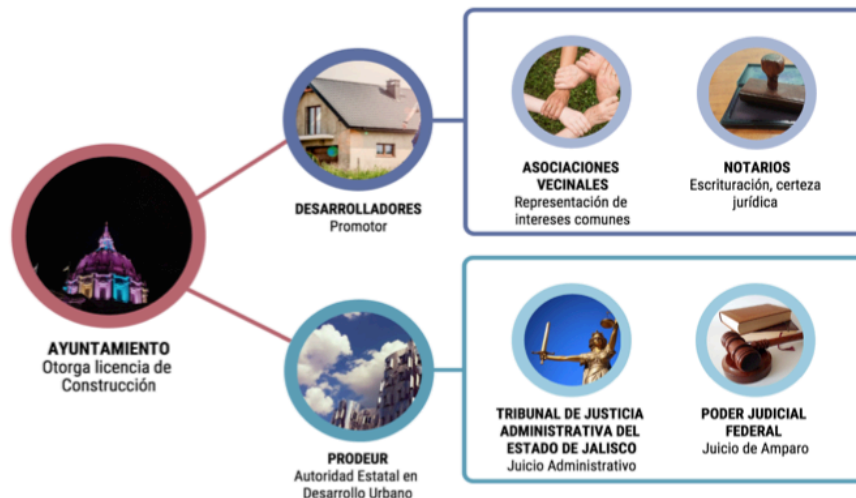 ASOCIACIONES
VECINALES
Representación de
intereses comunes
NOTARIOS
Escrituración, certeza
jurídica
DESARROLLADORES
Promotor
AYUNTAMIENTO
Otorga licencia de
Construcción
PRODEUR
Autoridad Estatal en
Desarrollo Urbano
TRIBUNAL DE JUSTICIA
ADMINISTRATIVA DEL
ESTADO DE JALISCO
Juicio Administrativo
PODER JUDICIAL
FEDERAL
Juicio de Amparo